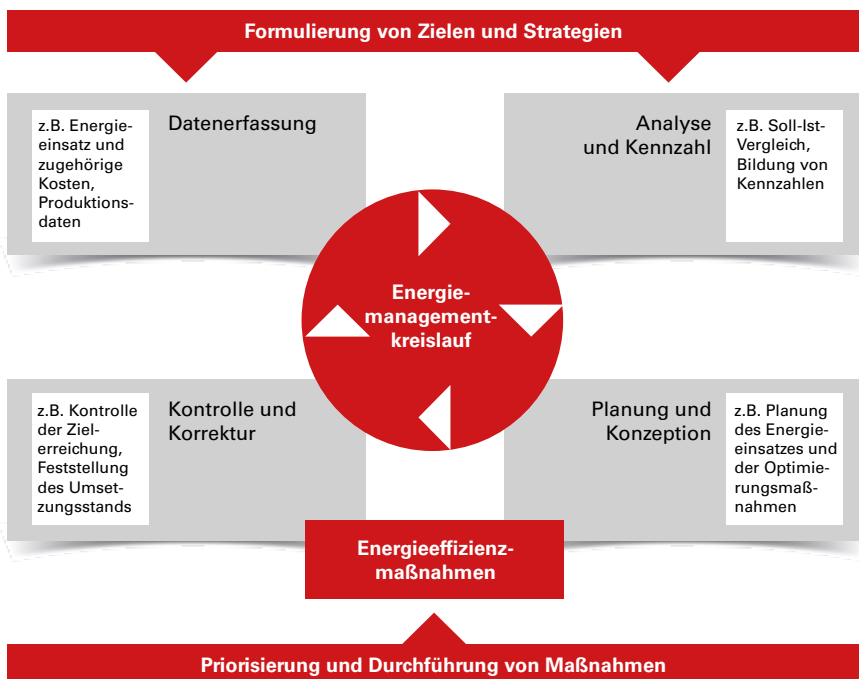 Formulierung von Zielen und Strategien
z.B. Energie-
einsatz und
zugehörige
Kosten,
Produktions-
daten
Datenerfassung
Analyse
und Kennzahl
z.B. Soll-Ist-
Vergleich,
Bildung von
Kennzahlen
Energie-
management-
kreislauf
z.B. Kontrolle
der Ziel-
erreichung,
Feststellung
des Umset-
zungsstands
Kontrolle und
Korrektur
Planung und
Konzeption
z.B. Planung
des Energie-
einsatzes und
der Optimie-
rungsmaß-
nahmen
Energieeffizienz-
maßnahmen
Priorisierung und Durchführung von Maßnahmen